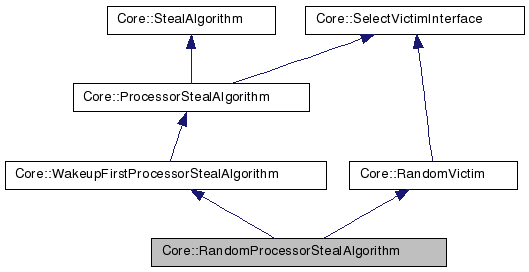 Core::StealAlgorithm
Core::SelectVictimInterface
Core::ProcessorStealAlgorithm
Core::WakeupFirstProcessorStealAlgorithm
Core::RandomVictim
Core::RandomProcessorStealAlgorithm